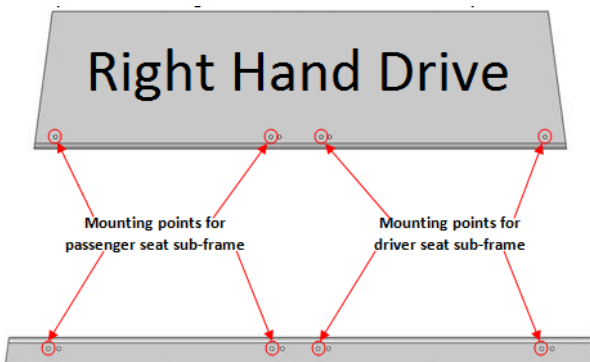 Right Hand Drive
Mounting points for
passenger seat sub-frame
Mounting points for
driver seat sub-frame